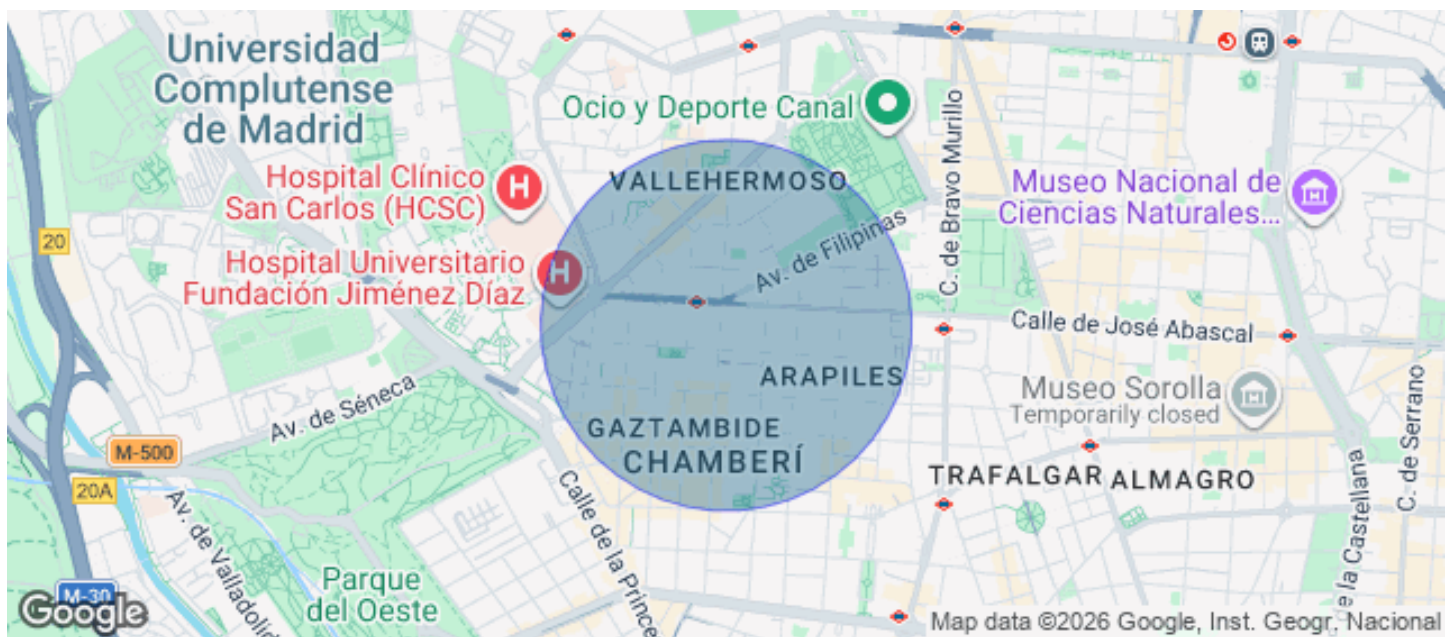 Universidad
Complutense
de Madrid
Ocio y Deporte Canal
Hospital Clínico
San Carlos (HCSC)
H
VALLEHERMOSO
C. de Bravo Murillo
Museo Nacional de
Ciencias Naturales...
20
Hospital Universitario
Fundación Jiménez Díaz
H
Av. de Filipinas
Calle de José Abascal
ARAPILES
Museo Sorolla
Temporarily closed
Av. de Séneca
GAZTAMBIDE
CHAMBERÍ
M-500
20A
TRAFALGAR
ALMAGRO
C. de Serrano
Av. de Valladolid
Calle de la Prince
e la Castellana
Parque
del Oeste
M-30
Google
Map data ©2026 Google, Inst. Geogr. Nacional